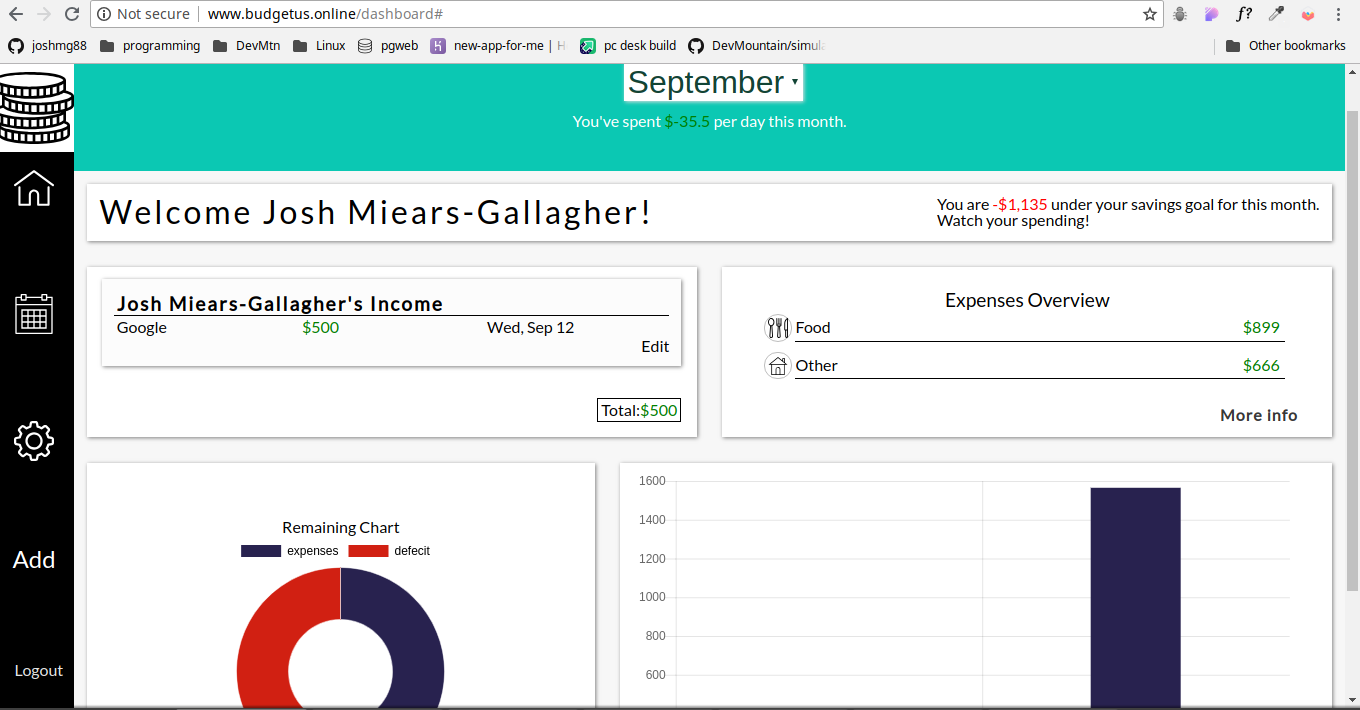 Not secure | www.budgetus.online/dashboard#
f?
joshmg88 programming DevMtn Linux pgweb new-app-for-me | H pc desk build DevMountain/simula Other bookmarks
September
You've spent $-35.5 per day this month.
Welcome Josh Miears-Gallagher!
You are -$1,135 under your savings goal for this month.
Watch your spending!
Josh Miears-Gallagher's Income
Google $500 Wed, Sep 12
Edit
Total:$500
Expenses Overview
Food $899
Other $666
More info
Add
Logout
Remaining Chart
expenses defecit
1600
1400
1200
1000
800
600